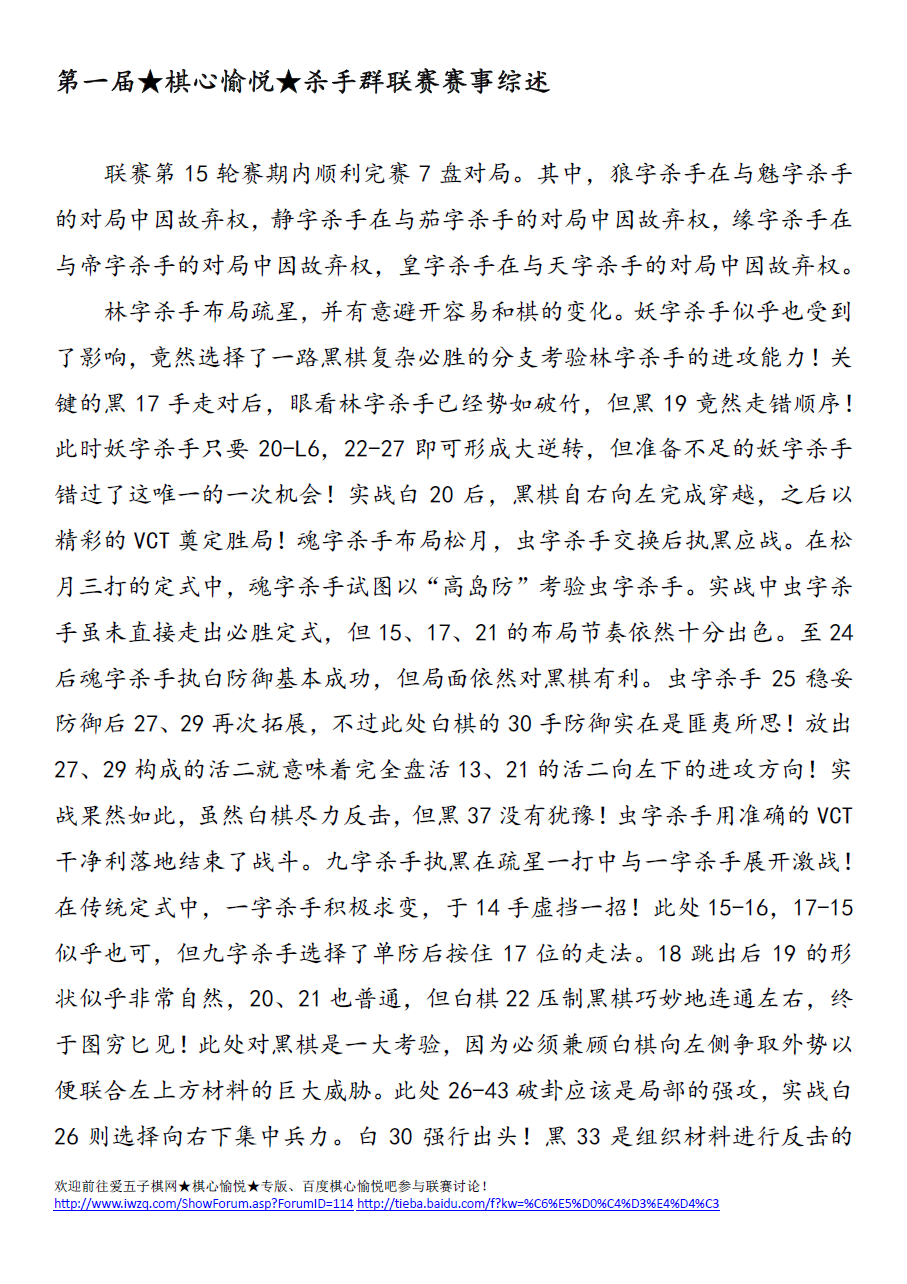 第一届★棋心愉悦★杀手群联赛赛事综述
联赛第 15 轮赛期内顺利完赛 7 盘对局。其中，狼字杀手在与魅字杀手
的对局中因故弃权，静字杀手在与茄字杀手的对局中因故弃权，缘字杀手在
与帝字杀手的对局中因故弃权，皇字杀手在与天字杀手的对局中因故弃权。
林字杀手布局疏星，并有意避开容易和棋的变化。妖字杀手似乎也受到
了影响，竟然选择了一路黑棋复杂必胜的分支考验林字杀手的进攻能力！关
键的黑 17 手走对后，眼看林字杀手已经势如破竹，但黑 19 竟然走错顺序！
此时妖字杀手只要 20-L6，22-27 即可形成大逆转，但准备不足的妖字杀手
错过了这唯一的一次机会！实战白 20 后，黑棋自右向左完成穿越，之后以
精彩的 VCT 奠定胜局！魂字杀手布局松月，虫字杀手交换后执黑应战。在松
月三打的定式中，魂字杀手试图以“高岛防”考验虫字杀手。实战中虫字杀
手虽未直接走出必胜定式，但 15、17、21 的布局节奏依然十分出色。至 24
后魂字杀手执白防御基本成功，但局面依然对黑棋有利。虫字杀手 25 稳妥
防御后 27、29 再次拓展，不过此处白棋的 30 手防御实在是匪夷所思！放出
27、29 构成的活二就意味着完全盘活 13、21 的活二向左下的进攻方向！实
战果然如此，虽然白棋尽力反击，但黑 37 没有犹豫！虫字杀手用准确的 VCT
干净利落地结束了战斗。九字杀手执黑在疏星一打中与一字杀手展开激战！
在传统定式中，一字杀手积极求变，于 14 手虚挡一招！此处 15-16，17-15
似乎也可，但九字杀手选择了单防后按住 17 位的走法。18 跳出后 19 的形
状似乎非常自然，20、21 也普通，但白棋 22 压制黑棋巧妙地连通左右，终
于图穷匕见！此处对黑棋是一大考验，因为必须兼顾白棋向左侧争取外势以
便联合左上方材料的巨大威胁。此处 26-43 破卦应该是局部的强攻，实战白
26 则选择向右下集中兵力。白 30 强行出头！黑 33 是组织材料进行反击的
欢迎前往爱五子棋网★棋心愉悦★专版、百度棋心愉悦吧参与联赛讨论！
http://www.iwzq.com/ShowForum.asp?ForumID=114 http://tieba.baidu.com/f?kw=%C6%E5%D0%C4%D3%E4%D4%C3